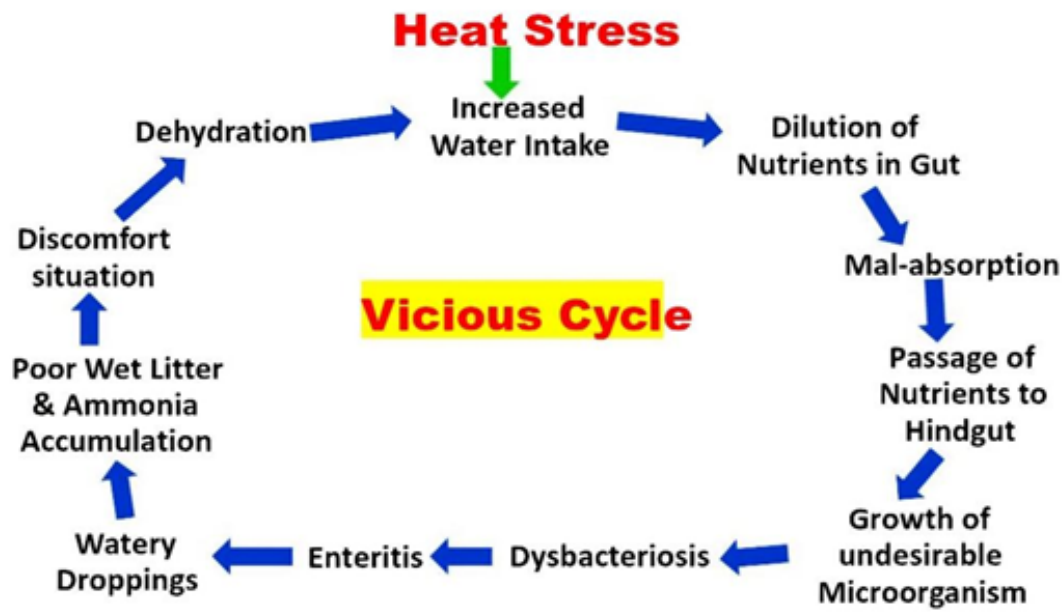 Heat Stress
Increased
Water Intake
Dilution of
Nutrients in Gut
Mal-absorption
Passage of
Nutrients to
Hindgut
Growth of
undesirable
Microorganism
Dysbacteriosis
Enteritis
Watery
Droppings
Poor Wet Litter
& Ammonia
Accumulation
Discomfort
situation
Dehydration
Vicious Cycle